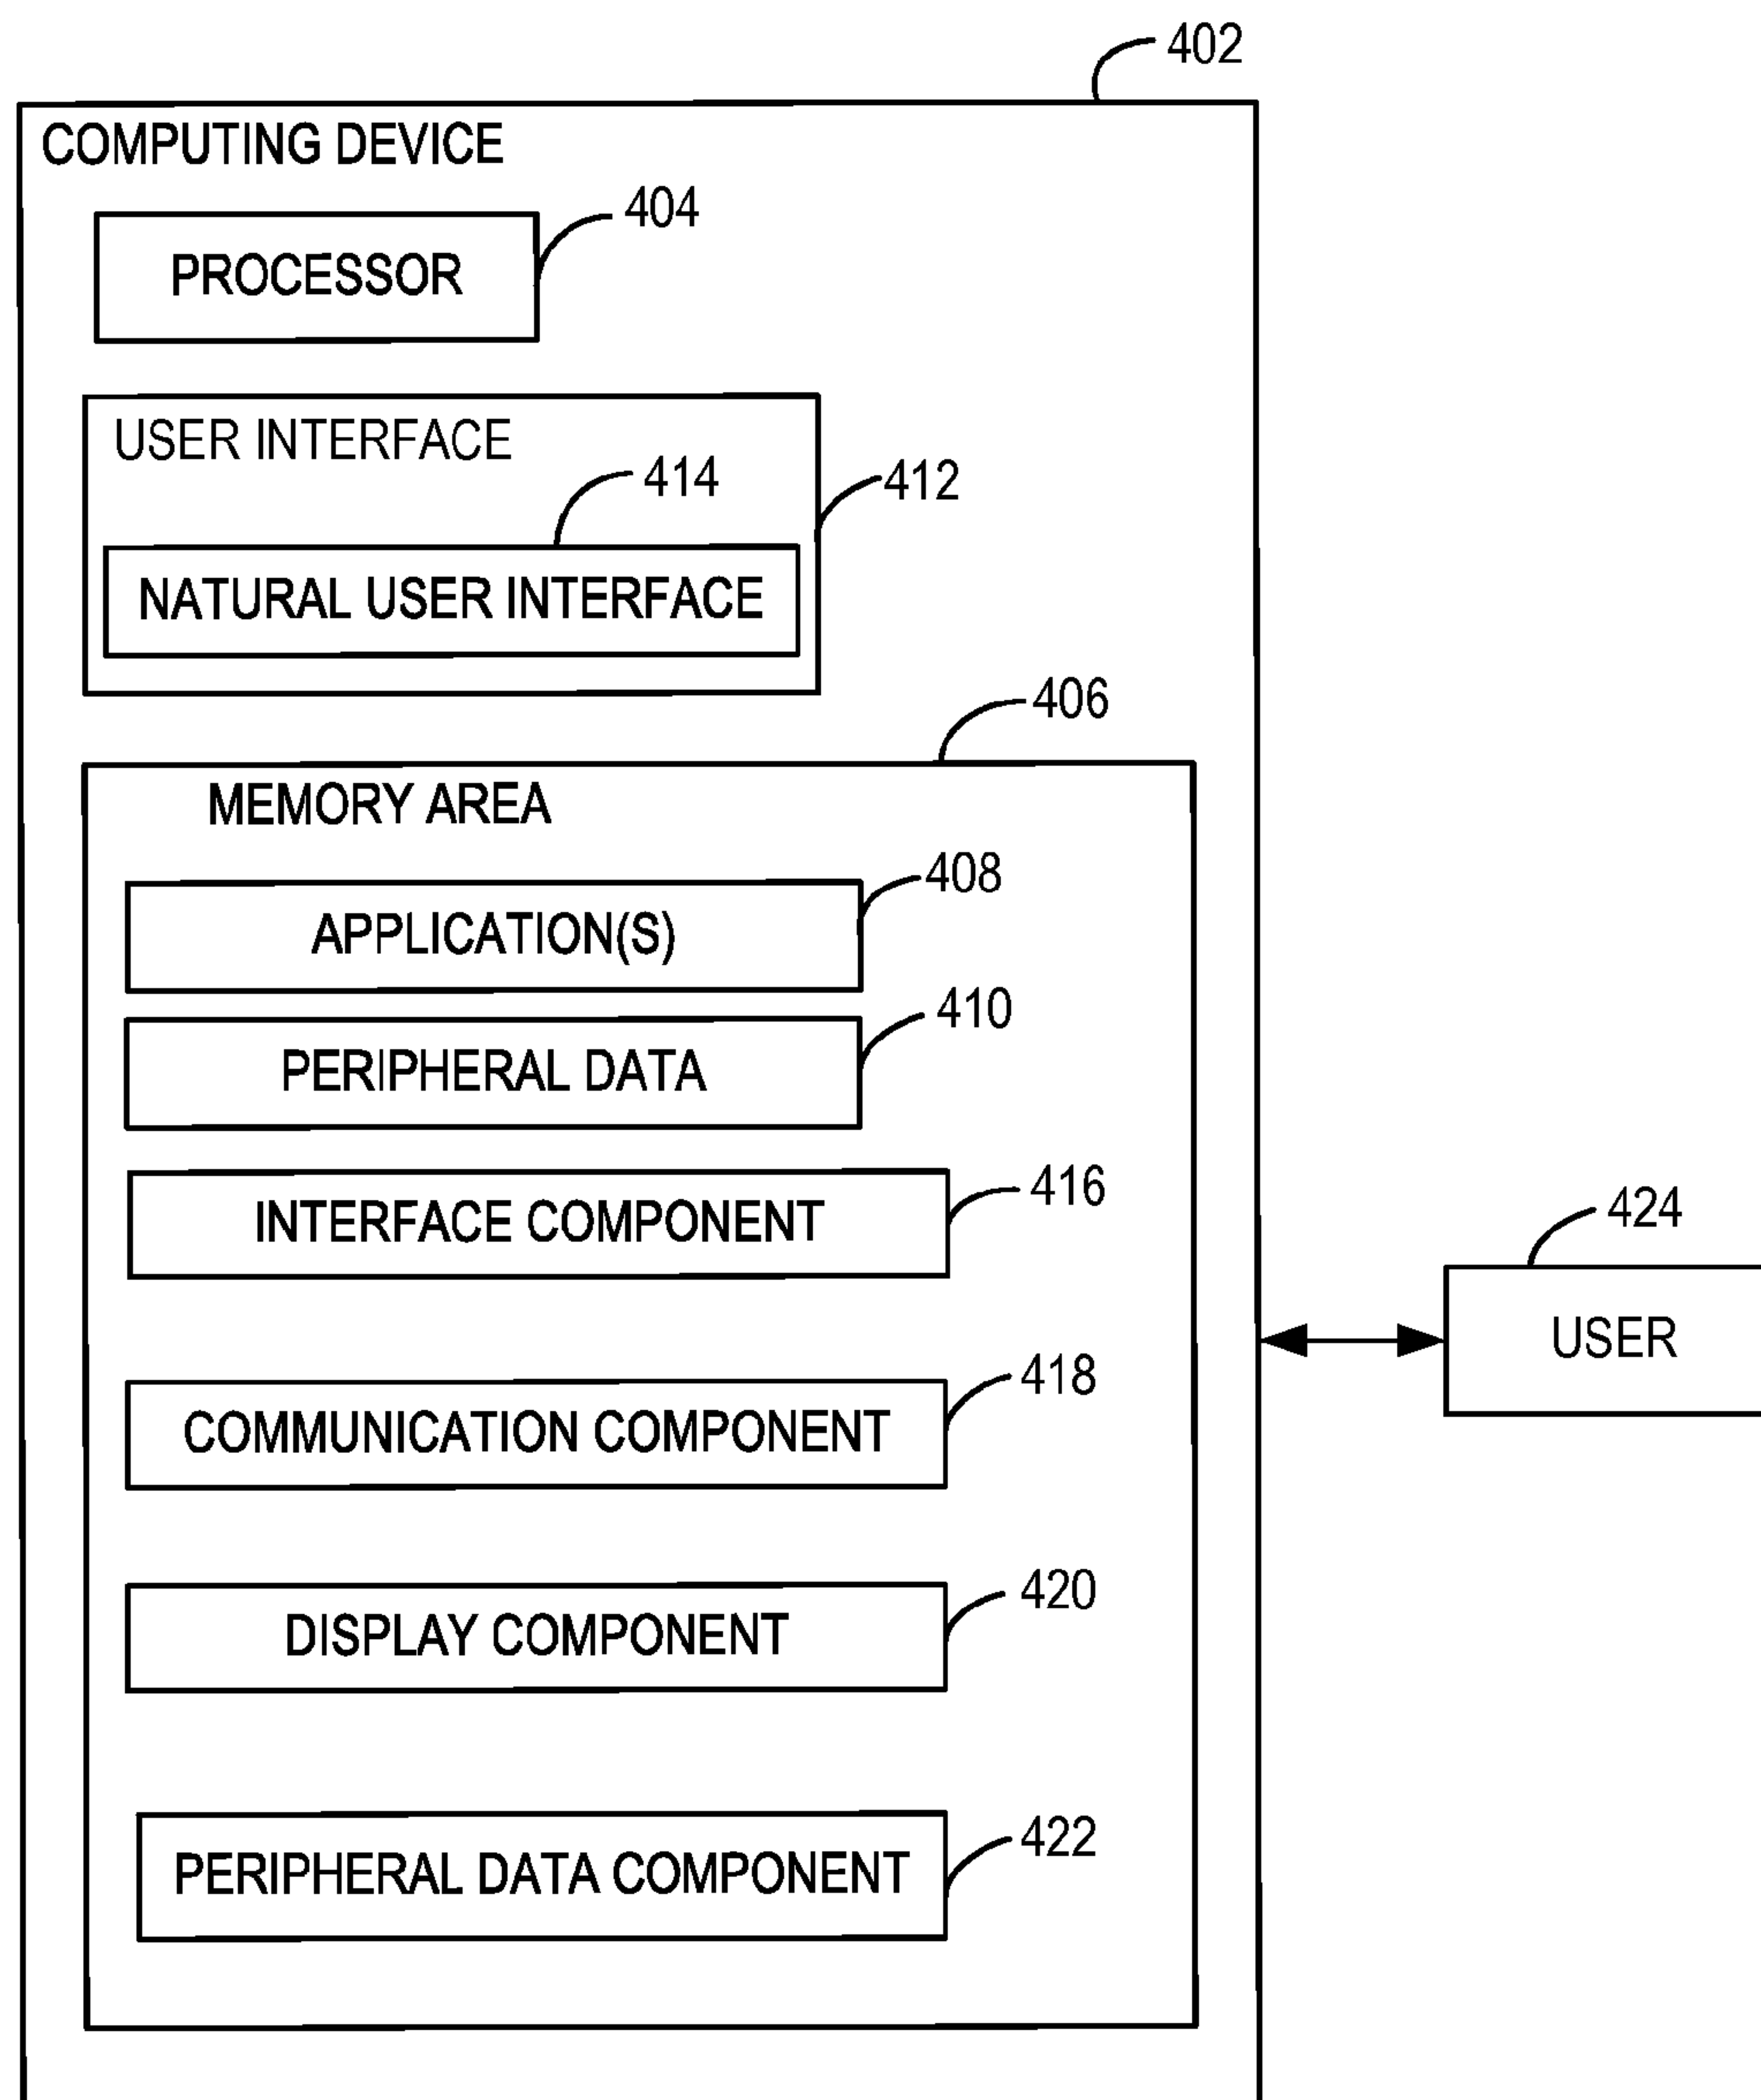 402
COMPUTING DEVICE
404
PROCESSOR
USER INTERFACE
414
412
NATURAL USER INTERFACE
406
MEMORY AREA
408
APPLICATION(S)
410
PERIPHERAL DATA
416
INTERFACE COMPONENT
424
USER
418
COMMUNICATION COMPONENT
420
DISPLAY COMPONENT
422
PERIPHERAL DATA COMPONENT